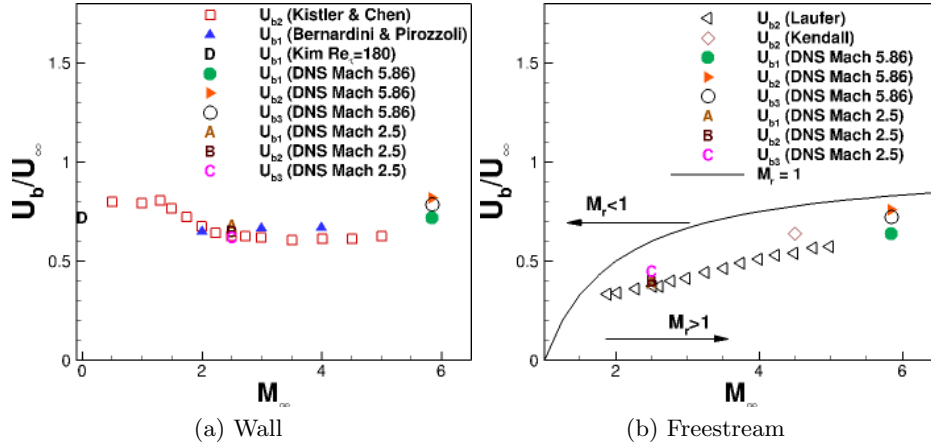 U_b/U_∞
1.5
1
0.5
0
0
2
4
6
M_∞
U_b2 (Kistler & Chen)
U_b1 (Bernardini & Pirozzoli)
D U_b1 (Kim Re_τ=180)
U_b1 (DNS Mach 5.86)
U_b2 (DNS Mach 5.86)
U_b3 (DNS Mach 5.86)
A U_b1 (DNS Mach 2.5)
B U_b2 (DNS Mach 2.5)
C U_b3 (DNS Mach 2.5)
D
A
B
C
(a) Wall
U_b/U_∞
1.5
1
0.5
0
2
4
6
M_∞
U_b2 (Laufer)
U_b2 (Kendall)
U_b1 (DNS Mach 5.86)
U_b2 (DNS Mach 5.86)
U_b3 (DNS Mach 5.86)
A U_b1 (DNS Mach 2.5)
B U_b2 (DNS Mach 2.5)
C U_b3 (DNS Mach 2.5)
M_r = 1
M_r<1
C
B
M_r>1
(b) Freestream